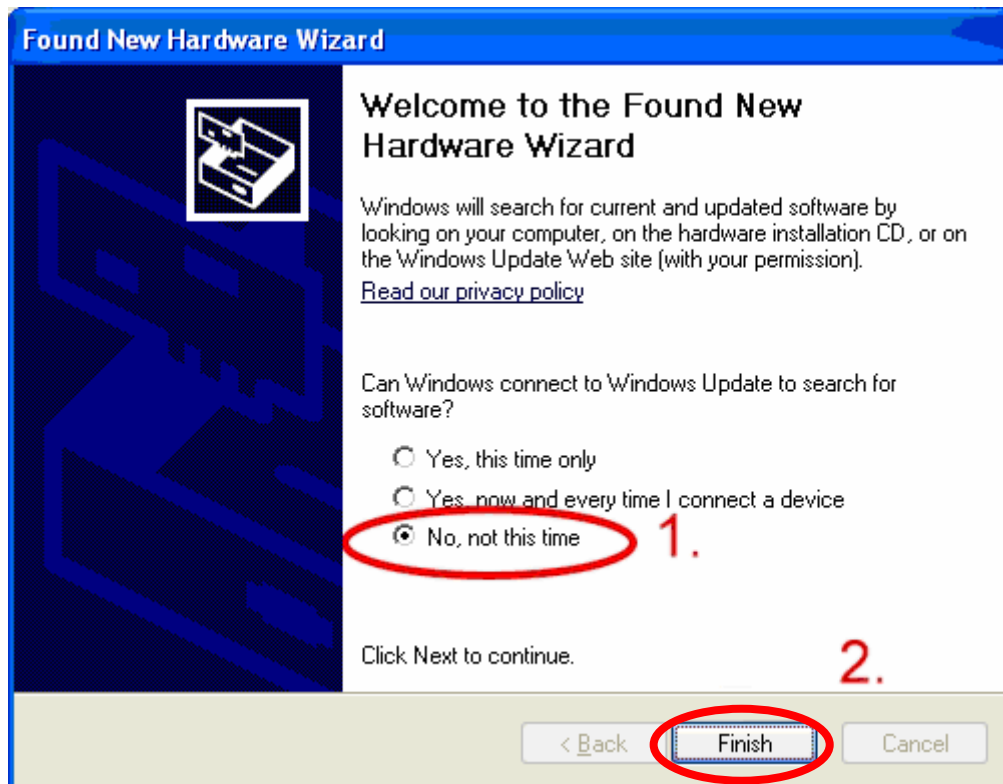 Found New Hardware Wizard
Welcome to the Found New
Hardware Wizard
Windows will search for current and updated software by
looking on your computer, on the hardware installation CD, or on
the Windows Update Web site (with your permission).
Read our privacy policy
Can Windows connect to Windows Update to search for
software?
Yes, this time only
Yes, now and every time I connect a device
No, not this time 1.
Click Next to continue.
2.
< Back Finish Cancel